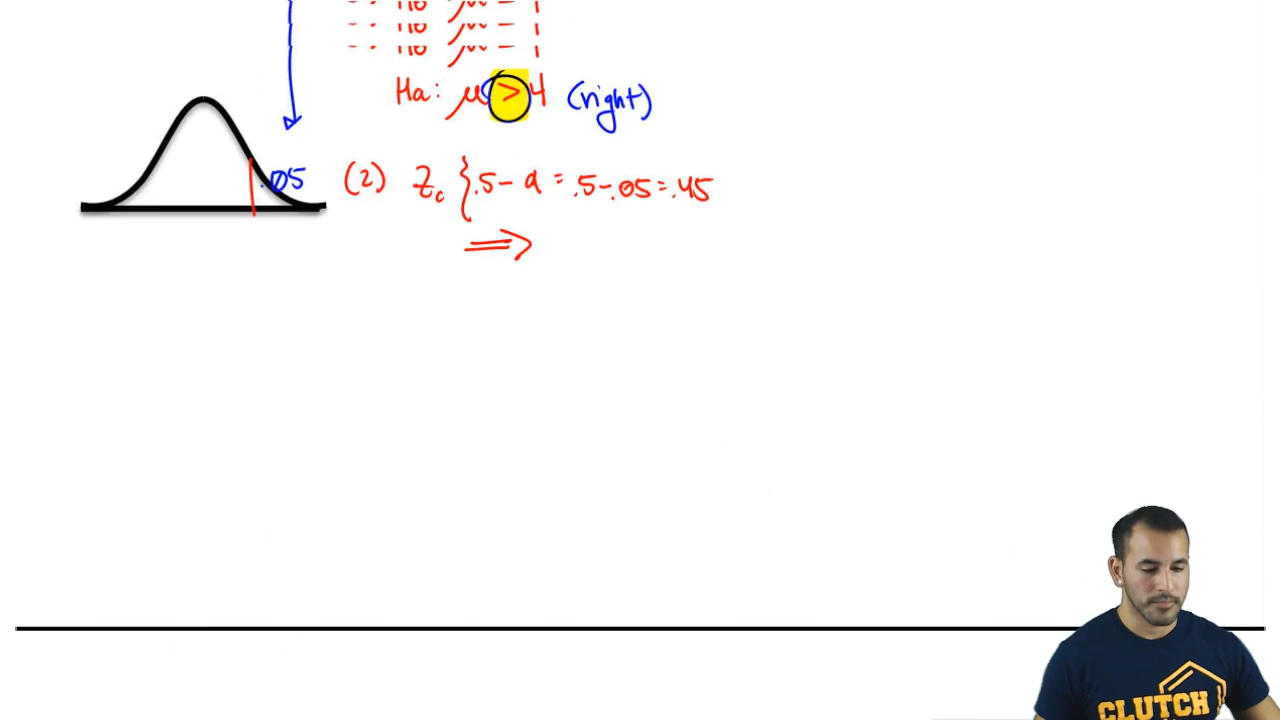 Ha: μ > 4 (right)
.05
(2) Zc { .5 - α = .5 - .05 = .45
⟹
CLUTCH